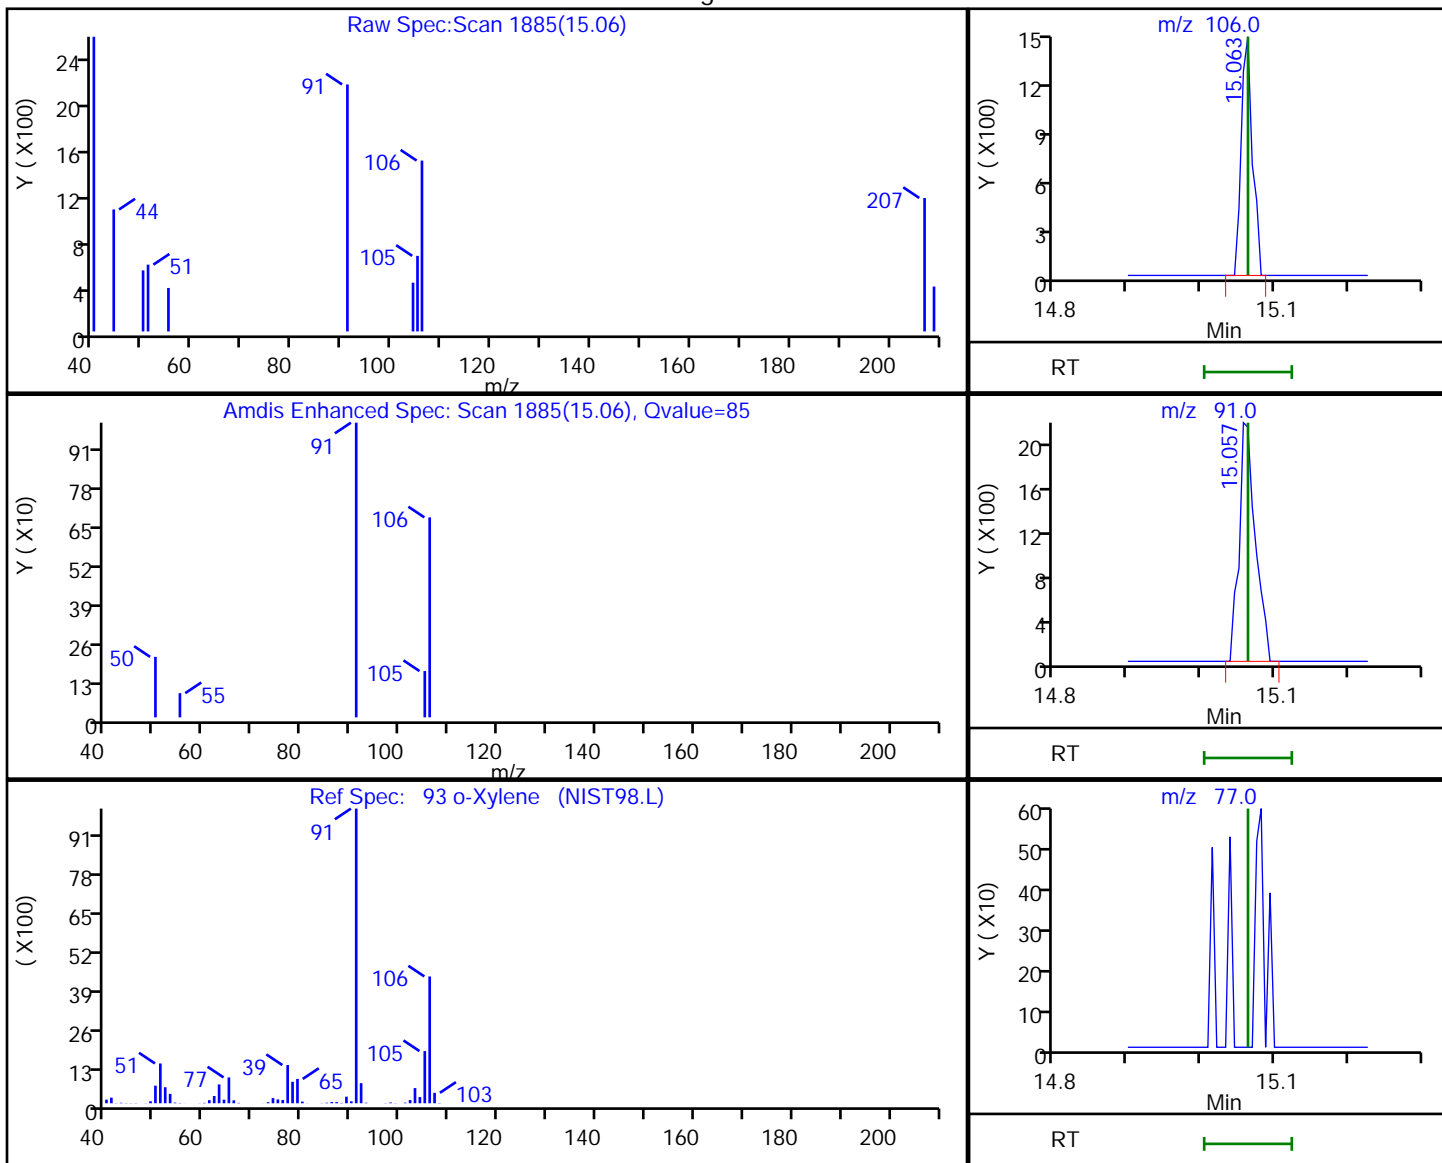 Raw Spec:Scan 1885(15.06)
Y ( X100)
24
20
16
12
8
4
0
91
106
44
51
105
207
40 60 80 100 120 140 160 180 200
m/z
m/z 106.0
Y ( X100)
15
12
9
6
3
0
15.063
14.8 15.1
Min
RT
Amdis Enhanced Spec: Scan 1885(15.06), Qvalue=85
Y ( X10)
91
78
65
52
39
26
13
0
91
106
50
55
105
40 60 80 100 120 140 160 180 200
m/z
m/z 91.0
Y ( X100)
20
16
12
8
4
0
15.057
14.8 15.1
Min
RT
Ref Spec: 93 o-Xylene (NIST98.L)
( X100)
91
78
65
52
39
26
13
0
91
106
51
77
39
65
105
103
40 60 80 100 120 140 160 180 200
m/z 77.0
Y ( X10)
60
50
40
30
20
10
0
14.8 15.1
Min
RT